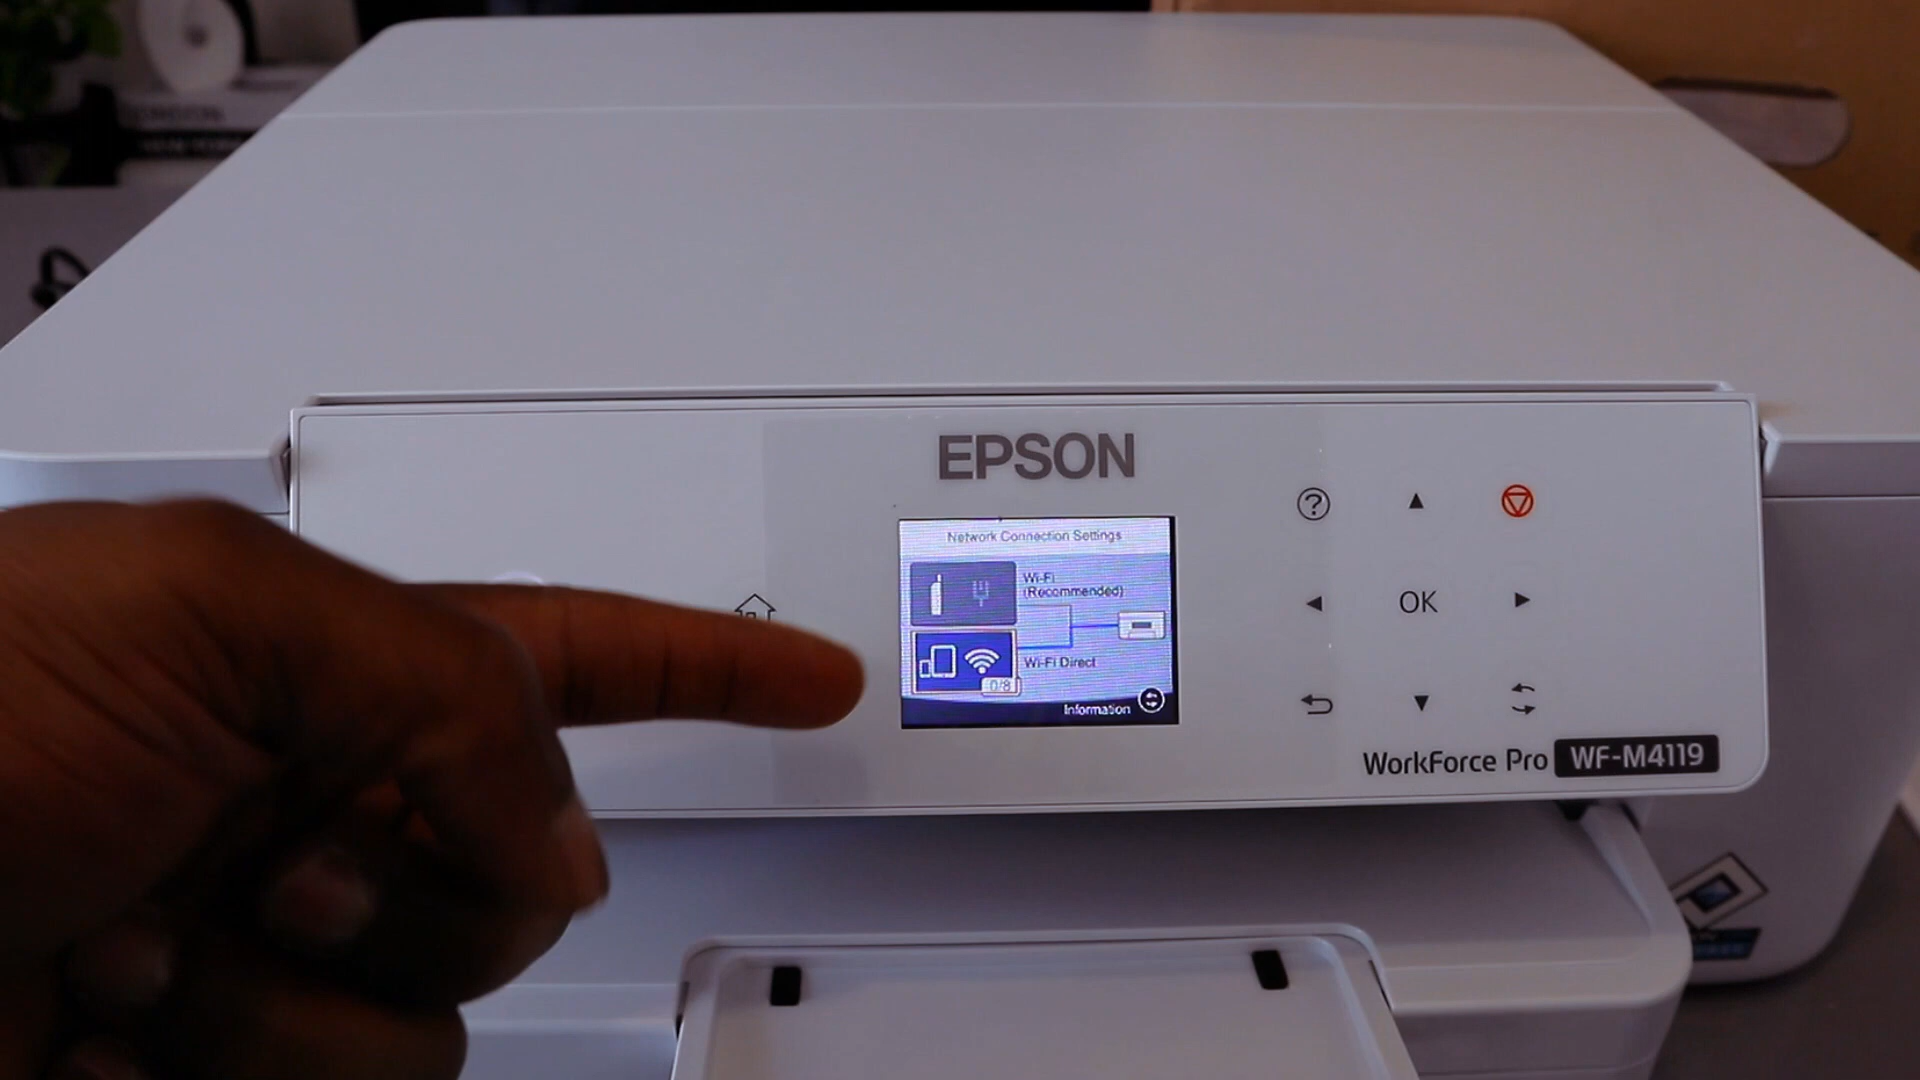 EPSON
Network Connection Settings
Wi-Fi
(Recommended)
Wi-Fi Direct
0/8
Information
?
OK
WorkForce Pro WF-M4119